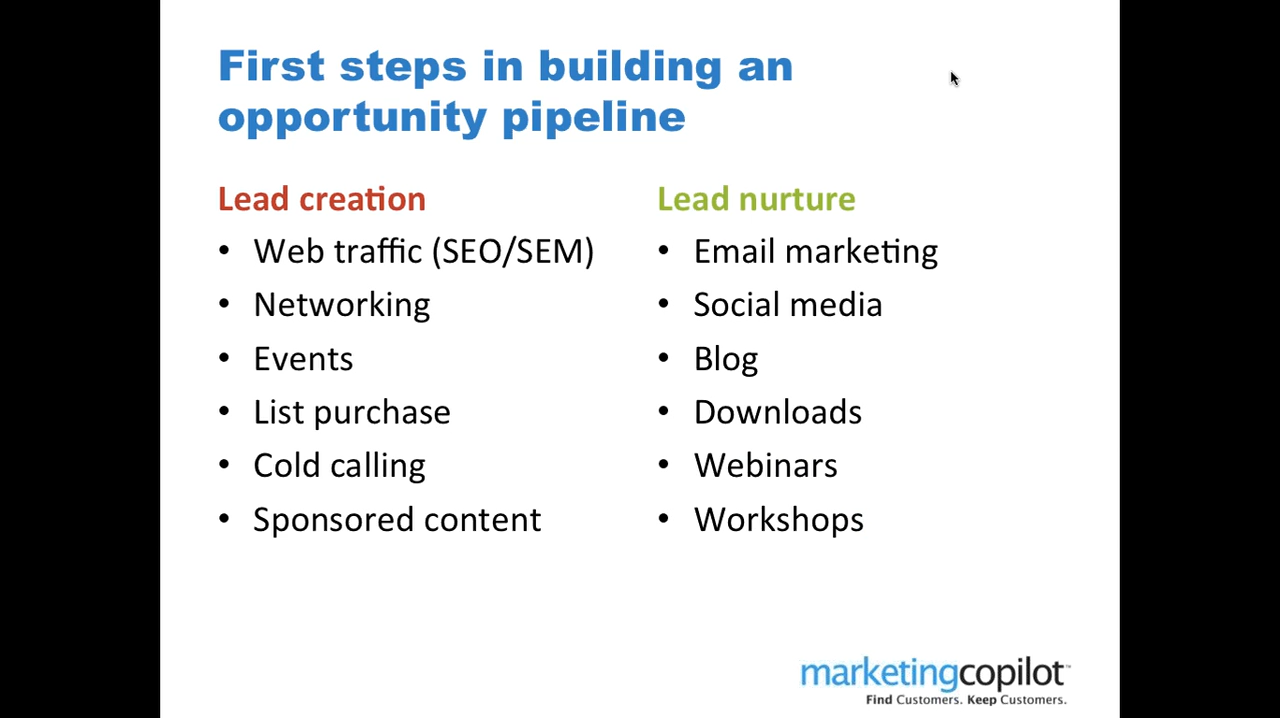 First steps in building an
opportunity pipeline
Lead creation
• Web traffic (SEO/SEM)
• Networking
• Events
• List purchase
• Cold calling
• Sponsored content
Lead nurture
• Email marketing
• Social media
• Blog
• Downloads
• Webinars
• Workshops
marketingcopilot™
Find Customers. Keep Customers.